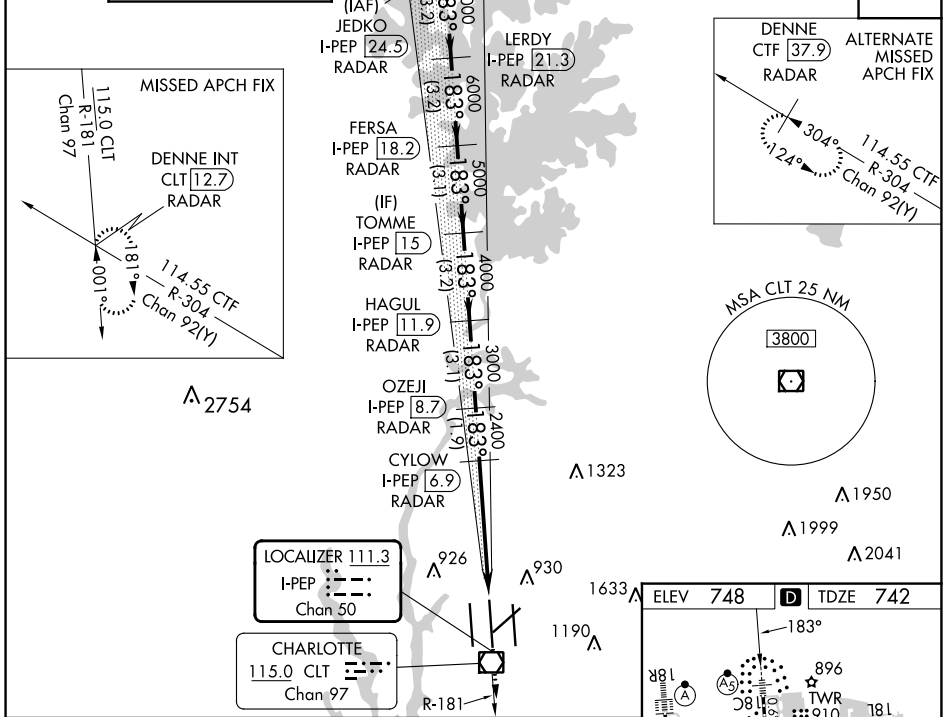 (IAF)
JEDKO
I-PEP 24.5
RADAR
LERDY
I-PEP 21.3
RADAR
(3.2)
183°
6000
183°
(3.2)
FERSA
I-PEP 18.2
RADAR
5000
183°
(3.1)
(IF)
TOMME
I-PEP 15
RADAR
4000
183°
(3.2)
HAGUL
I-PEP 11.9
RADAR
3000
183°
(3.1)
OZEJI
I-PEP 8.7
RADAR
2400
183°
(1.9)
CYLOW
I-PEP 6.9
RADAR
MISSED APCH FIX
115.0 CLT
R-181
Chan 97
DENNE INT
CLT 12.7
RADAR
181°
001°
114.55 CTF
R-304
Chan 92(Y)
2754
DENNE
CTF 37.9
RADAR
ALTERNATE
MISSED
APCH FIX
304°
124°
114.55 CTF
R-304
Chan 92(Y)
MSA CLT 25 NM
3800
1323
1950
1999
2041
926
930
1633
1190
LOCALIZER 111.3
I-PEP
Chan 50
CHARLOTTE
115.0 CLT
Chan 97
R-181
ELEV 748
D
TDZE 742
183°
18R
A
A5
18C
896
TWR
910
18L